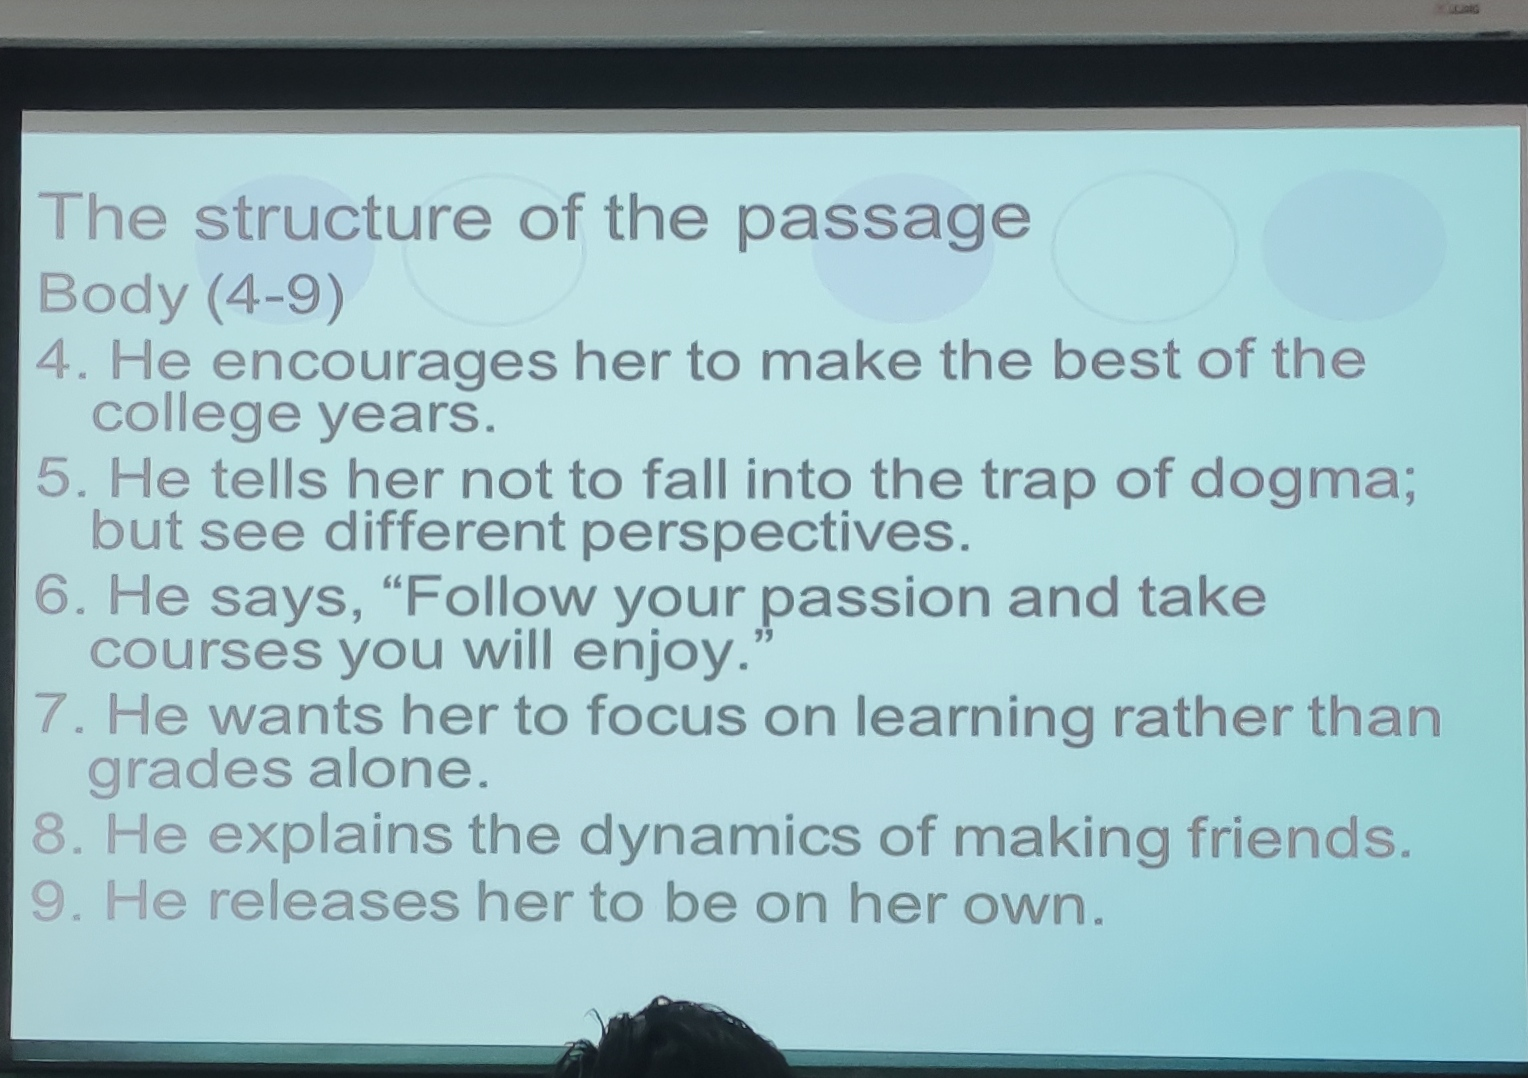 The structure of the passage
Body (4-9)
4. He encourages her to make the best of the
college years.
5. He tells her not to fall into the trap of dogma;
but see different perspectives.
6. He says, “Follow your passion and take
courses you will enjoy.”
7. He wants her to focus on learning rather than
grades alone.
8. He explains the dynamics of making friends.
9. He releases her to be on her own.